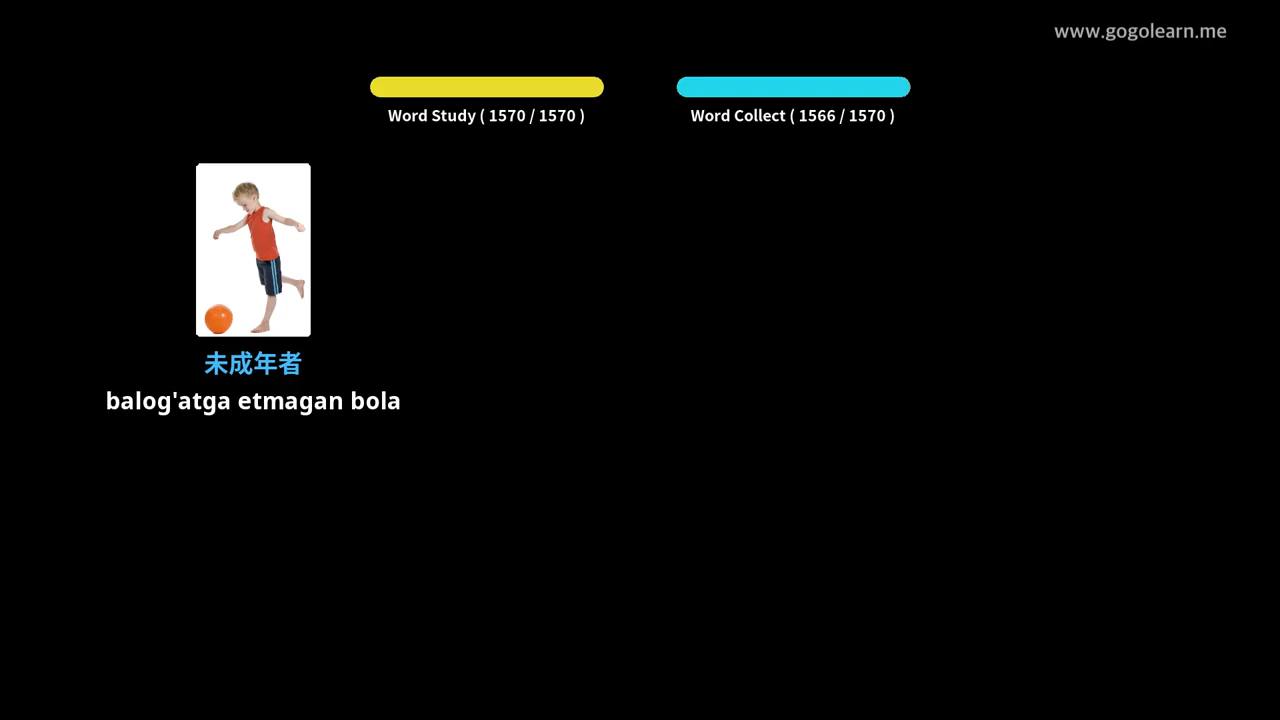 www.gogolearn.me
Word Study ( 1570 / 1570 )
Word Collect ( 1566 / 1570 )
未成年者
balog'atga etmagan bola